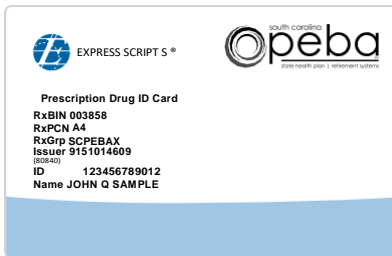 EXPRESS SCRIPT S ®
south carolina
peba
state health plan | retirement systems
Prescription Drug ID Card
RxBIN 003858
RxPCN A4
RxGrp SCPEBAX
Issuer 9151014609
(80840)
ID 123456789012
Name JOHN Q SAMPLE